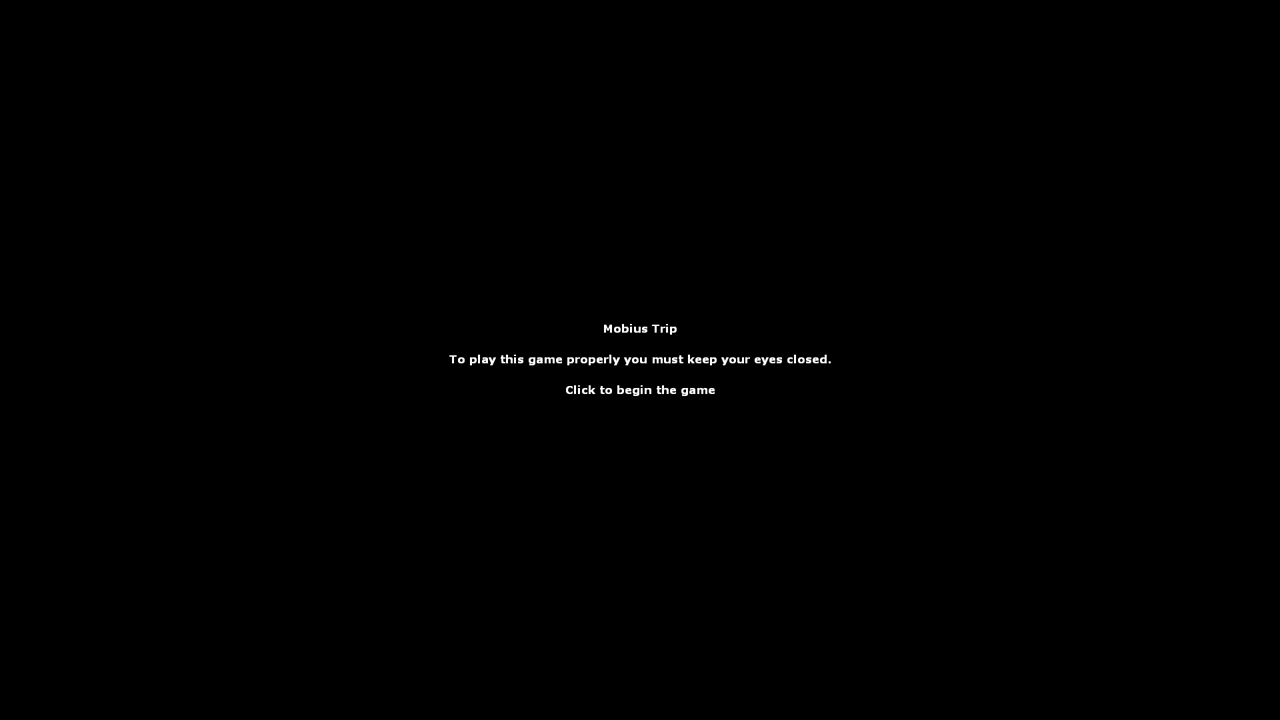 Mobius Trip
To play this game properly you must keep your eyes closed.
Click to begin the game